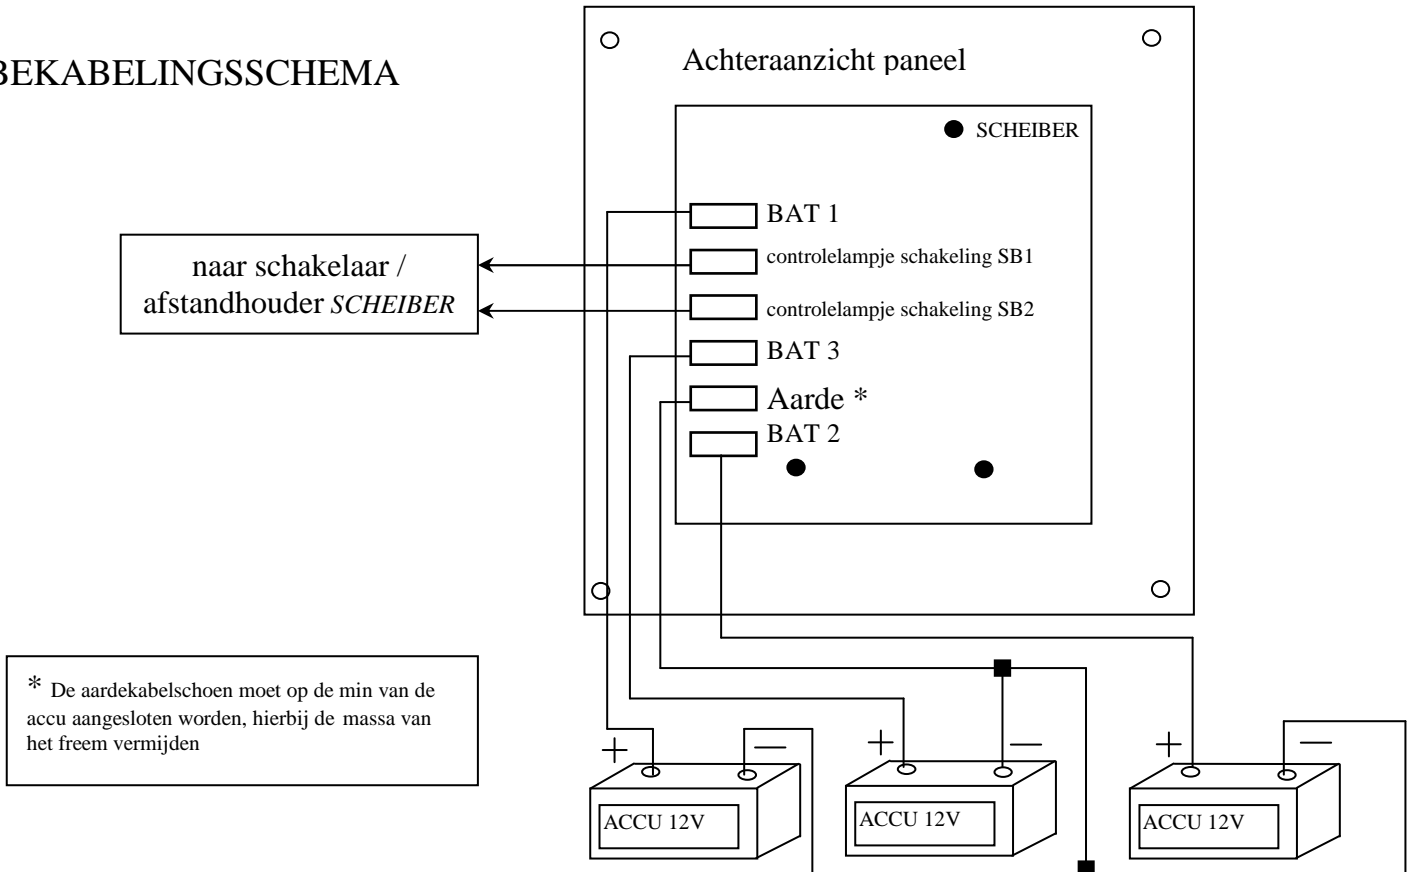 BEKABELINGSSCHEMA
Achteraanzicht paneel
SCHEIBER
BAT 1
controlelampje schakeling SB1
controlelampje schakeling SB2
BAT 3
Aarde *
BAT 2
naar schakelaar /
afstandhouder SCHEIBER
* De aardekabelschoen moet op de min van de
accu aangesloten worden, hierbij de massa van
het freem vermijden
+ —
+ —
+ —
ACCU 12V
ACCU 12V
ACCU 12V